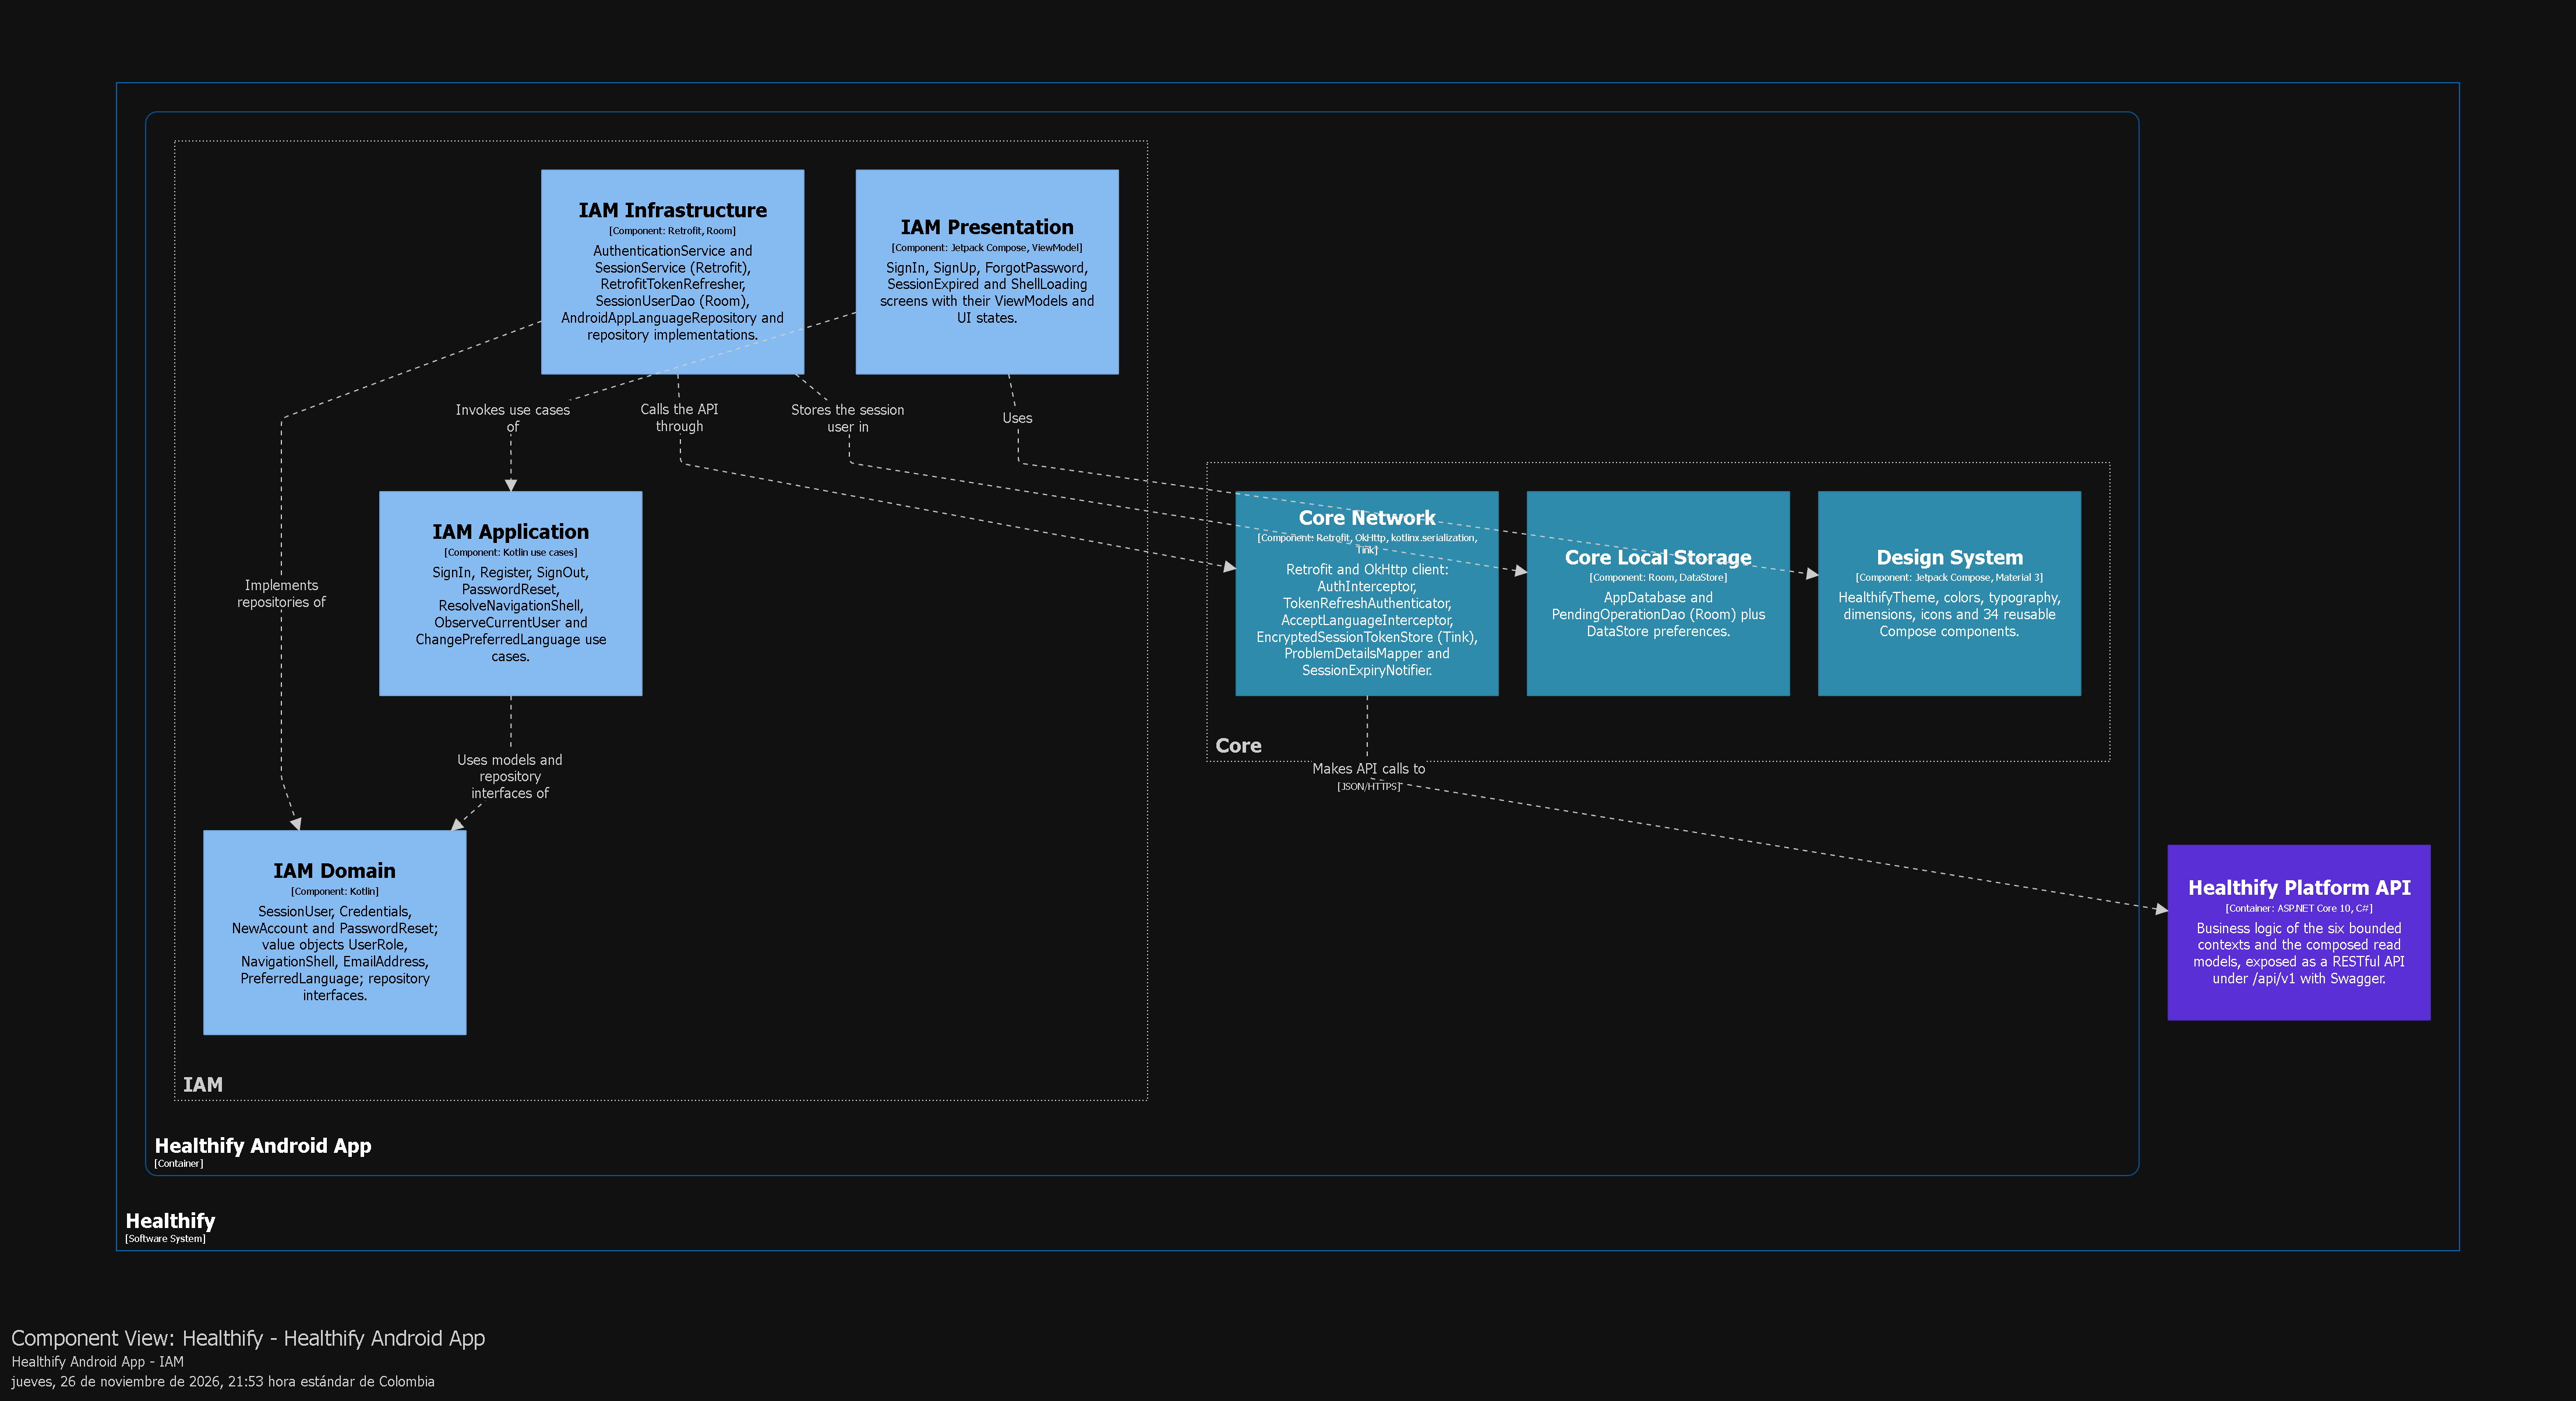 IAM Infrastructure
[Component: Retrofit, Room]
AuthenticationService and
SessionService (Retrofit),
RetrofitTokenRefresher,
SessionUserDao (Room),
AndroidAppLanguageRepository and
repository implementations.
IAM Presentation
[Component: Jetpack Compose, ViewModel]
SignIn, SignUp, ForgotPassword,
SessionExpired and ShellLoading
screens with their ViewModels and
UI states.
Invokes use cases
of
Calls the API
through
Stores the session
user in
Uses
IAM Application
[Component: Kotlin use cases]
SignIn, Register, SignOut,
PasswordReset,
ResolveNavigationShell,
ObserveCurrentUser and
ChangePreferredLanguage use
cases.
Core Network
[Component: Retrofit, OkHttp, kotlinx.serialization,
Tink]
Retrofit and OkHttp client:
AuthInterceptor,
TokenRefreshAuthenticator,
AcceptLanguageInterceptor,
EncryptedSessionTokenStore (Tink),
ProblemDetailsMapper and
SessionExpiryNotifier.
Core Local Storage
[Component: Room, DataStore]
AppDatabase and
PendingOperationDao (Room) plus
DataStore preferences.
Design System
[Component: Jetpack Compose, Material 3]
HealthifyTheme, colors, typography,
dimensions, icons and 34 reusable
Compose components.
Implements
repositories of
Core
Uses models and
repository
interfaces of
Makes API calls to
[JSON/HTTPS]
IAM Domain
[Component: Kotlin]
SessionUser, Credentials,
NewAccount and PasswordReset;
value objects UserRole,
NavigationShell, EmailAddress,
PreferredLanguage; repository
interfaces.
Healthify Platform API
[Container: ASP.NET Core 10, C#]
Business logic of the six bounded
contexts and the composed read
models, exposed as a RESTful API
under /api/v1 with Swagger.
IAM
Healthify Android App
[Container]
Healthify
[Software System]
Component View: Healthify - Healthify Android App
Healthify Android App - IAM
jueves, 26 de noviembre de 2026, 21:53 hora estándar de Colombia